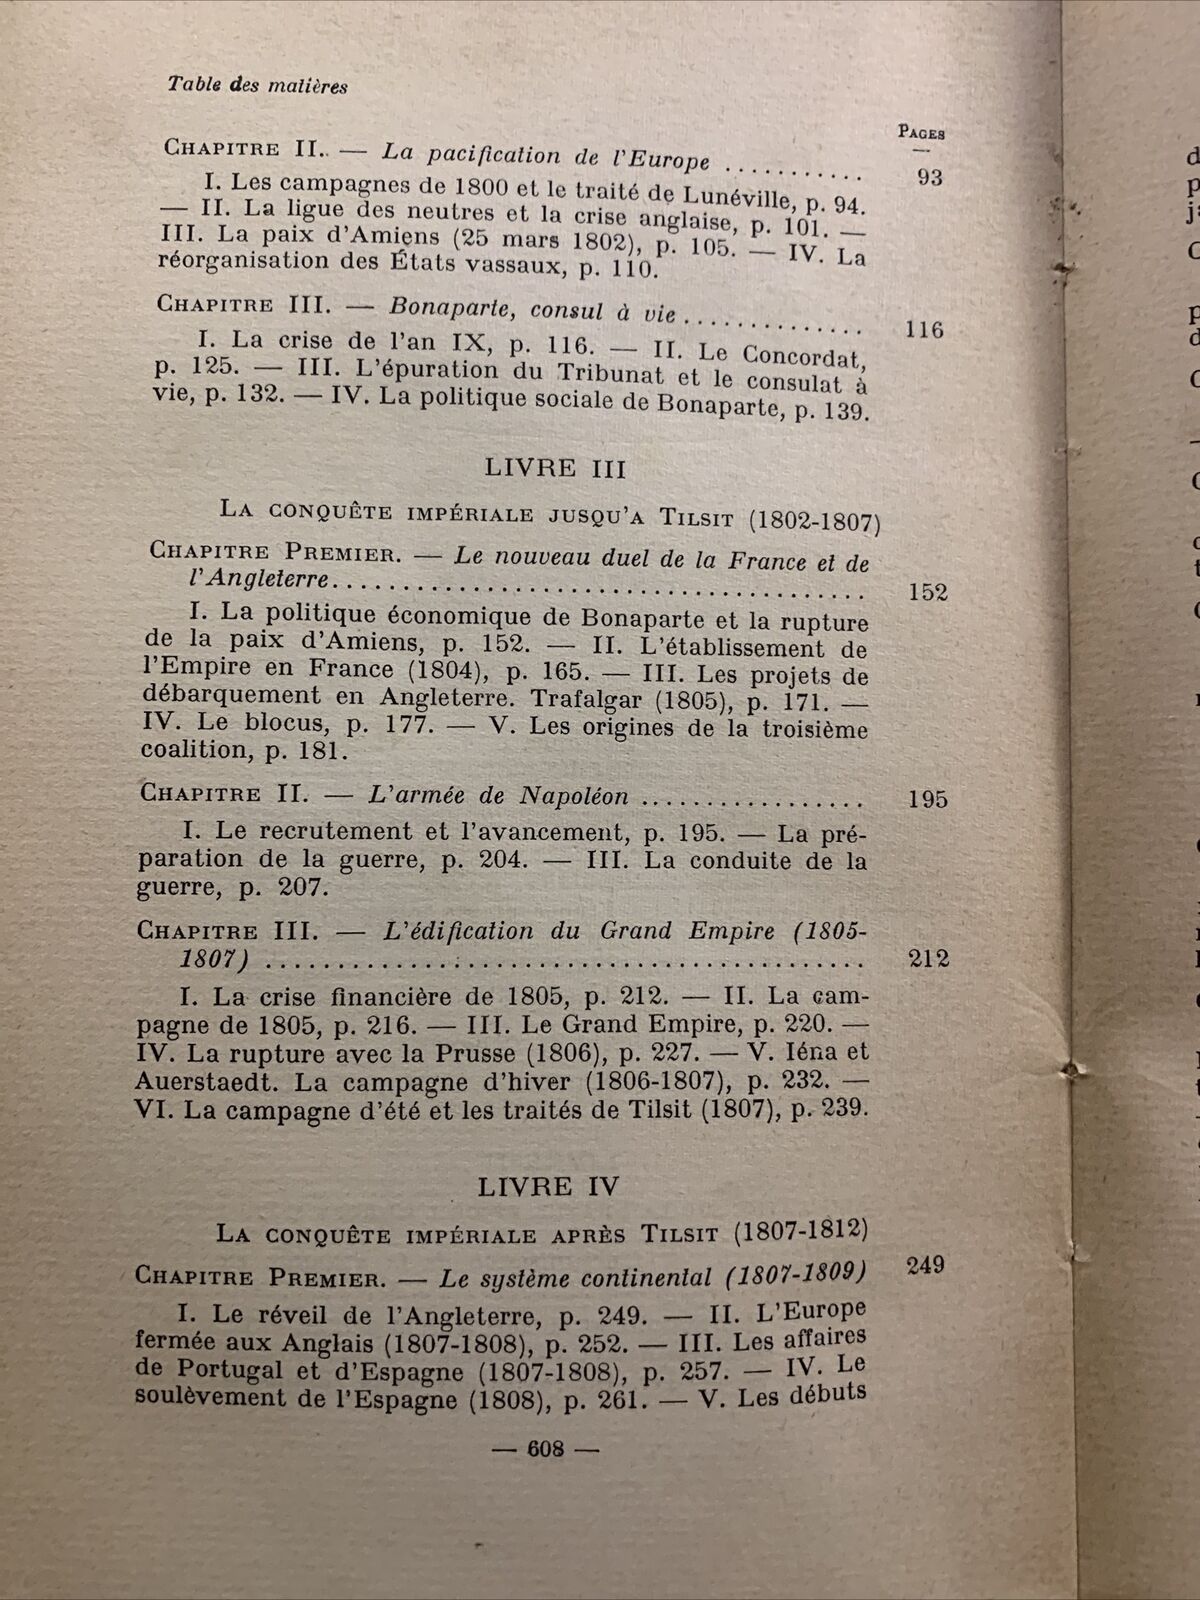 Table des matières
PAGES
CHAPITRE II. — La pacification de l'Europe ........... 93
I. Les campagnes de 1800 et le traité de Lunéville, p. 94.
— II. La ligue des neutres et la crise anglaise, p. 101. —
III. La paix d'Amiens (25 mars 1802), p. 105. — IV. La
réorganisation des États vassaux, p. 110.
CHAPITRE III. — Bonaparte, consul à vie .............. 116
I. La crise de l'an IX, p. 116. — II. Le Concordat,
p. 125. — III. L'épuration du Tribunat et le consulat à
vie, p. 132. — IV. La politique sociale de Bonaparte, p. 139.
LIVRE III
LA CONQUÊTE IMPÉRIALE JUSQU'A TILSIT (1802-1807)
CHAPITRE PREMIER. — Le nouveau duel de la France et de
l'Angleterre........................................ 152
I. La politique économique de Bonaparte et la rupture
de la paix d'Amiens, p. 152. — II. L'établissement de
l'Empire en France (1804), p. 165. — III. Les projets de
débarquement en Angleterre. Trafalgar (1805), p. 171. —
IV. Le blocus, p. 177. — V. Les origines de la troisième
coalition, p. 181.
CHAPITRE II. — L'armée de Napoléon ................. 195
I. Le recrutement et l'avancement, p. 195. — La pré-
paration de la guerre, p. 204. — III. La conduite de la
guerre, p. 207.
CHAPITRE III. — L'édification du Grand Empire (1805-
1807) .............................................. 212
I. La crise financière de 1805, p. 212. — II. La cam-
pagne de 1805, p. 216. — III. Le Grand Empire, p. 220. —
IV. La rupture avec la Prusse (1806), p. 227. — V. Iéna et
Auerstaedt. La campagne d'hiver (1806-1807), p. 232. —
VI. La campagne d'été et les traités de Tilsit (1807), p. 239.
LIVRE IV
LA CONQUÊTE IMPÉRIALE APRÈS TILSIT (1807-1812)
CHAPITRE PREMIER. — Le système continental (1807-1809) 249
I. Le réveil de l'Angleterre, p. 249. — II. L'Europe
fermée aux Anglais (1807-1808), p. 252. — III. Les affaires
de Portugal et d'Espagne (1807-1808), p. 257. — IV. Le
soulèvement de l'Espagne (1808), p. 261. — V. Les débuts
— 608 —